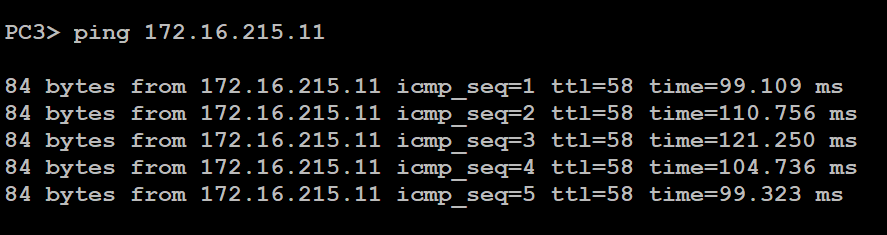 PC3> ping 172.16.215.11
84 bytes from 172.16.215.11 icmp_seq=1 ttl=58 time=99.109 ms
84 bytes from 172.16.215.11 icmp_seq=2 ttl=58 time=110.756 ms
84 bytes from 172.16.215.11 icmp_seq=3 ttl=58 time=121.250 ms
84 bytes from 172.16.215.11 icmp_seq=4 ttl=58 time=104.736 ms
84 bytes from 172.16.215.11 icmp_seq=5 ttl=58 time=99.323 ms